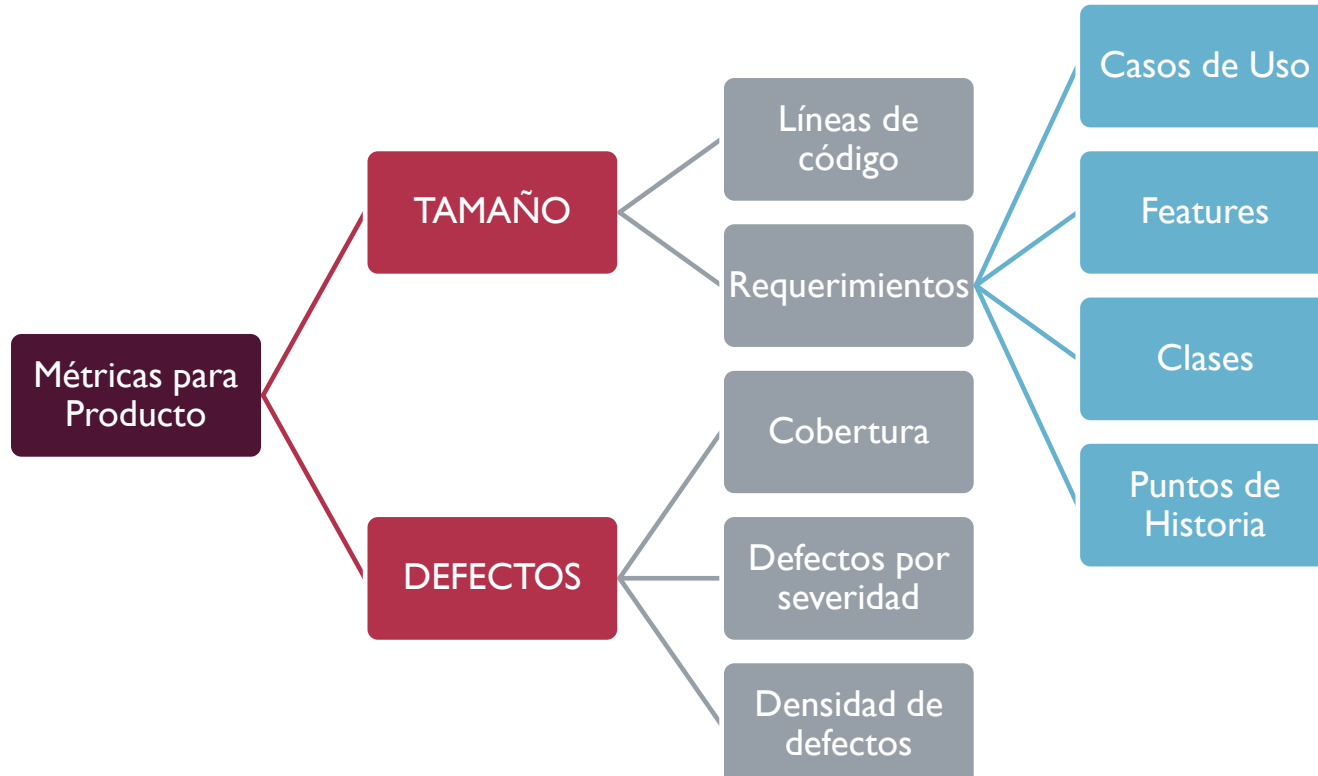 Métricas para
Producto
TAMAÑO
Líneas de
código
Requerimientos
Casos de Uso
Features
Clases
Puntos de
Historia
DEFECTOS
Cobertura
Defectos por
severidad
Densidad de
defectos